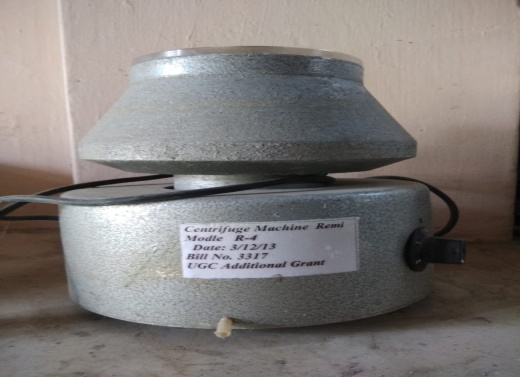 Centrifuge Machine Remi
Modle R-4
Date: 3/12/13
Bill No. 3317
UGC Additional Grant